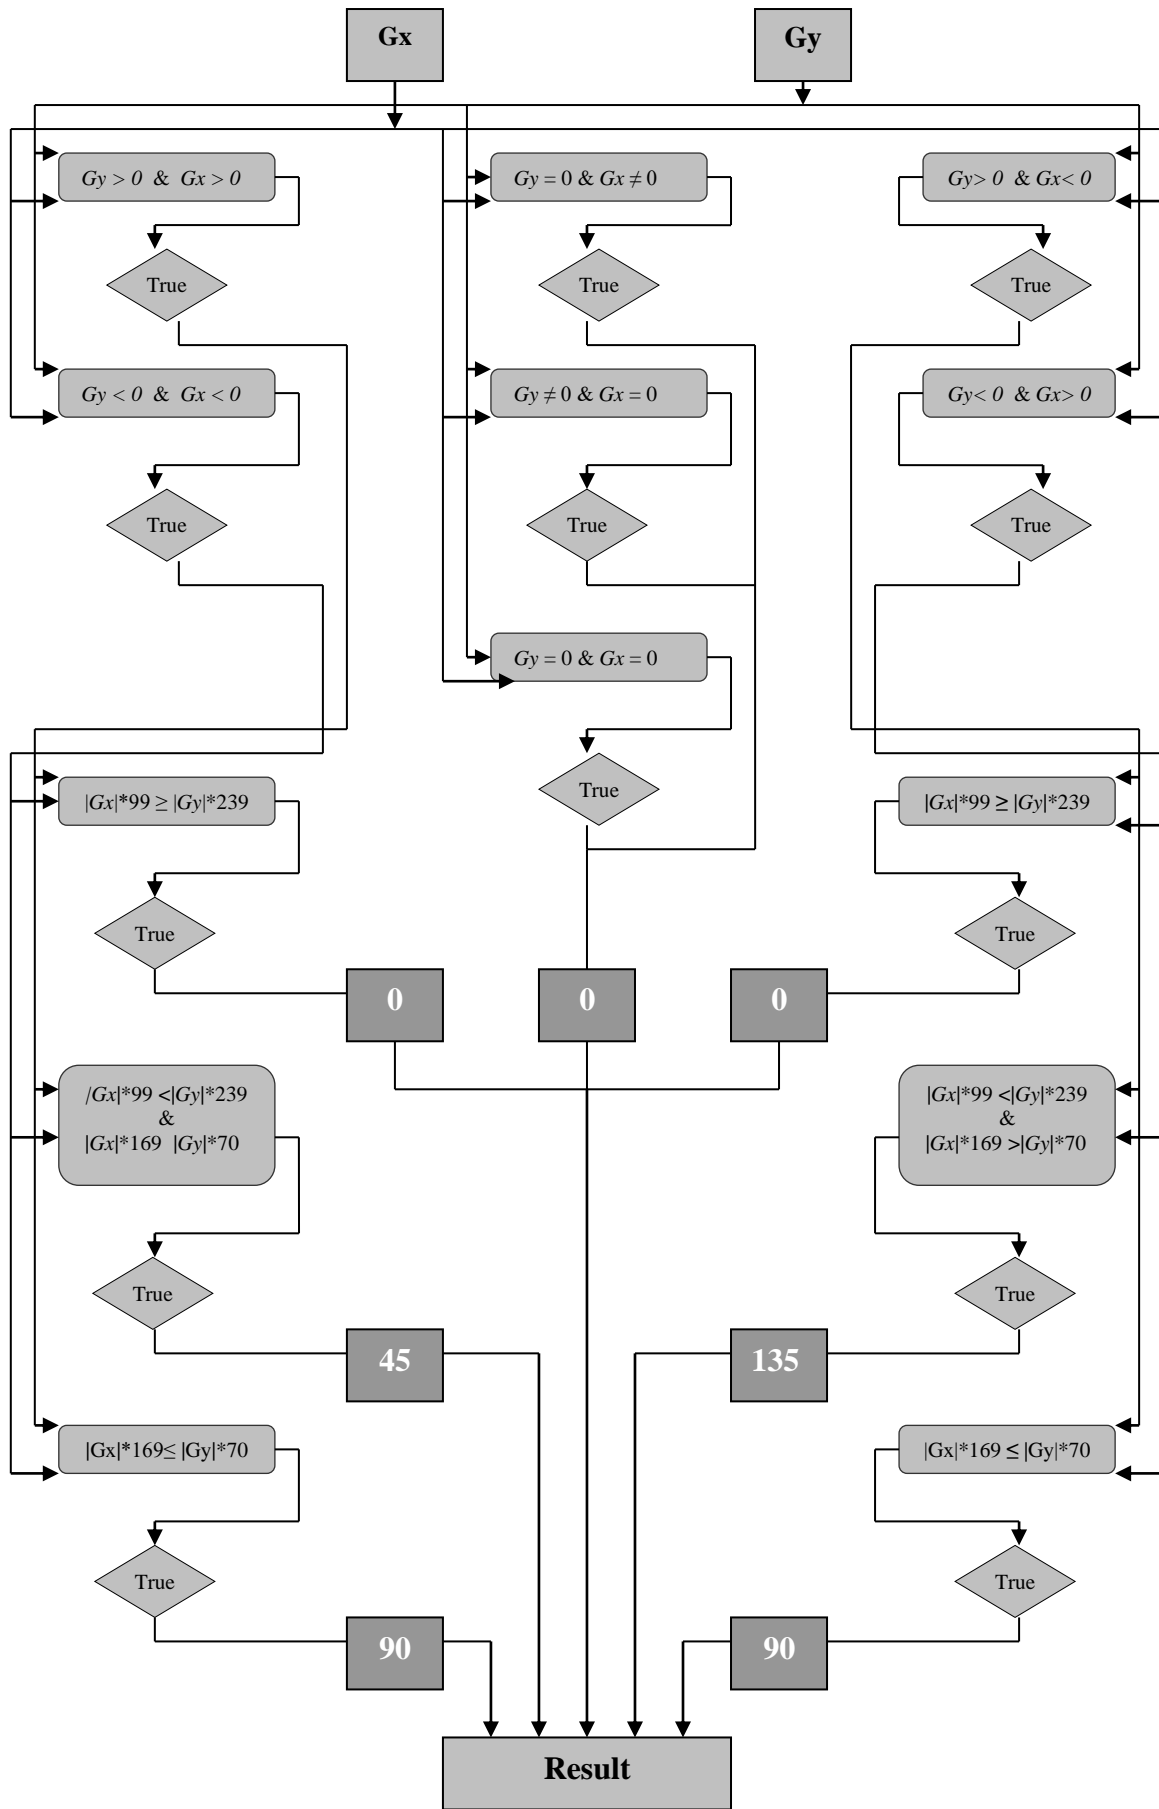 Gx
Gy
Gy > 0 & Gx > 0
Gy = 0 & Gx ≠ 0
Gy> 0 & Gx< 0
True
True
True
Gy < 0 & Gx < 0
Gy ≠ 0 & Gx = 0
Gy< 0 & Gx> 0
True
True
True
Gy = 0 & Gx = 0
True
|Gx|*99 ≥ |Gy|*239
|Gx|*99 ≥ |Gy|*239
True
True
0
0
0
/Gx|*99 <|Gy|*239
&
|Gx|*169 |Gy|*70
|Gx|*99 <|Gy|*239
&
|Gx|*169 >|Gy|*70
True
True
45
135
|Gx|*169≤ |Gy|*70
|Gx|*169 ≤ |Gy|*70
True
True
90
90
Result